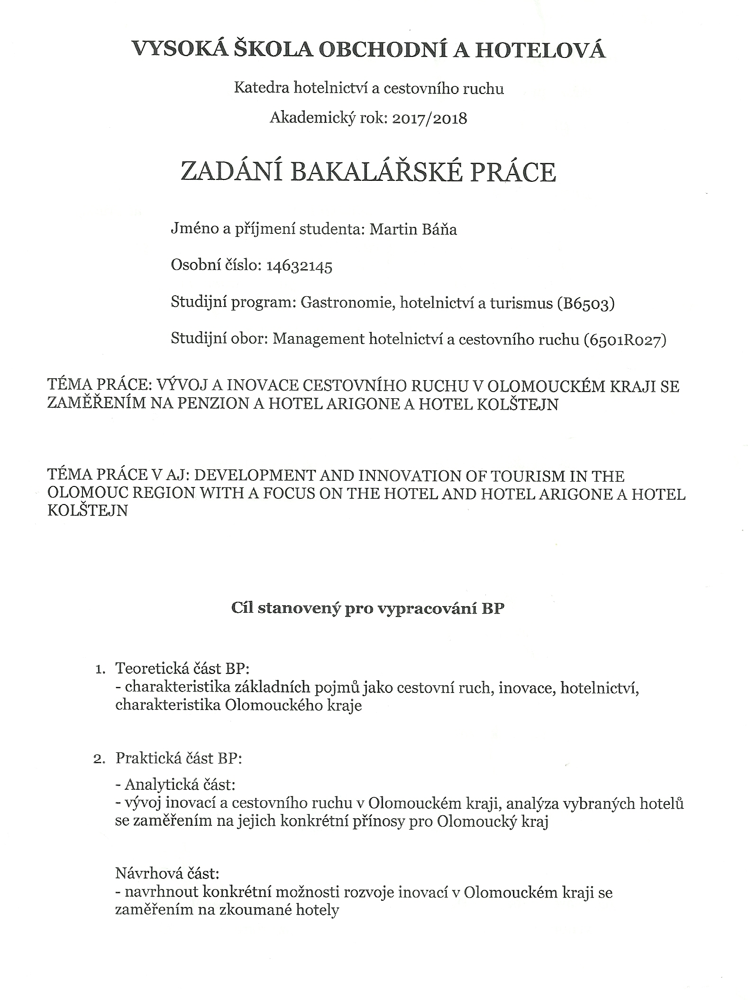 VYSOKÁ ŠKOLA OBCHODNÍ A HOTELOVÁ
Katedra hotelnictví a cestovního ruchu
Akademický rok: 2017/2018
ZADÁNÍ BAKALÁŘSKÉ PRÁCE
Jméno a příjmení studenta: Martin Báňa
Osobní číslo: 14632145
Studijní program: Gastronomie, hotelnictví a turismus (B6503)
Studijní obor: Management hotelnictví a cestovního ruchu (6501R027)
TÉMA PRÁCE: VÝVOJ A INOVACE CESTOVNÍHO RUCHU V OLOMOUCKÉM KRAJI SE
ZAMĚŘENÍM NA PENZION A HOTEL ARIGONE A HOTEL KOLŠTEJN
TÉMA PRÁCE V AJ: DEVELOPMENT AND INNOVATION OF TOURISM IN THE
OLOMOUC REGION WITH A FOCUS ON THE HOTEL AND HOTEL ARIGONE A HOTEL
KOLŠTEJN
Cíl stanovený pro vypracování BP
1. Teoretická část BP:
- charakteristika základních pojmů jako cestovní ruch, inovace, hotelnictví,
charakteristika Olomouckého kraje
2. Praktická část BP:
- Analytická část:
- vývoj inovací a cestovního ruchu v Olomouckém kraji, analýza vybraných hotelů
se zaměřením na jejich konkrétní přínosy pro Olomoucký kraj
Návrhová část:
- navrhnout konkrétní možnosti rozvoje inovací v Olomouckém kraji se
zaměřením na zkoumané hotely